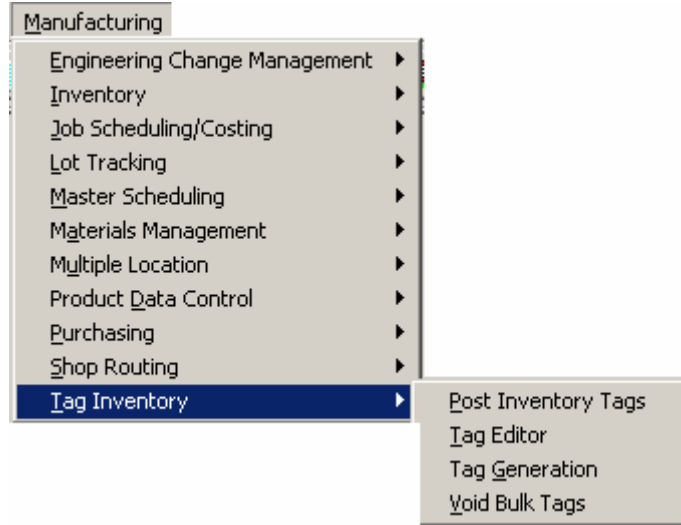 Manufacturing
Engineering Change Management
Inventory
Job Scheduling/Costing
Lot Tracking
Master Scheduling
Materials Management
Multiple Location
Product Data Control
Purchasing
Shop Routing
Tag Inventory
Post Inventory Tags
Tag Editor
Tag Generation
Void Bulk Tags